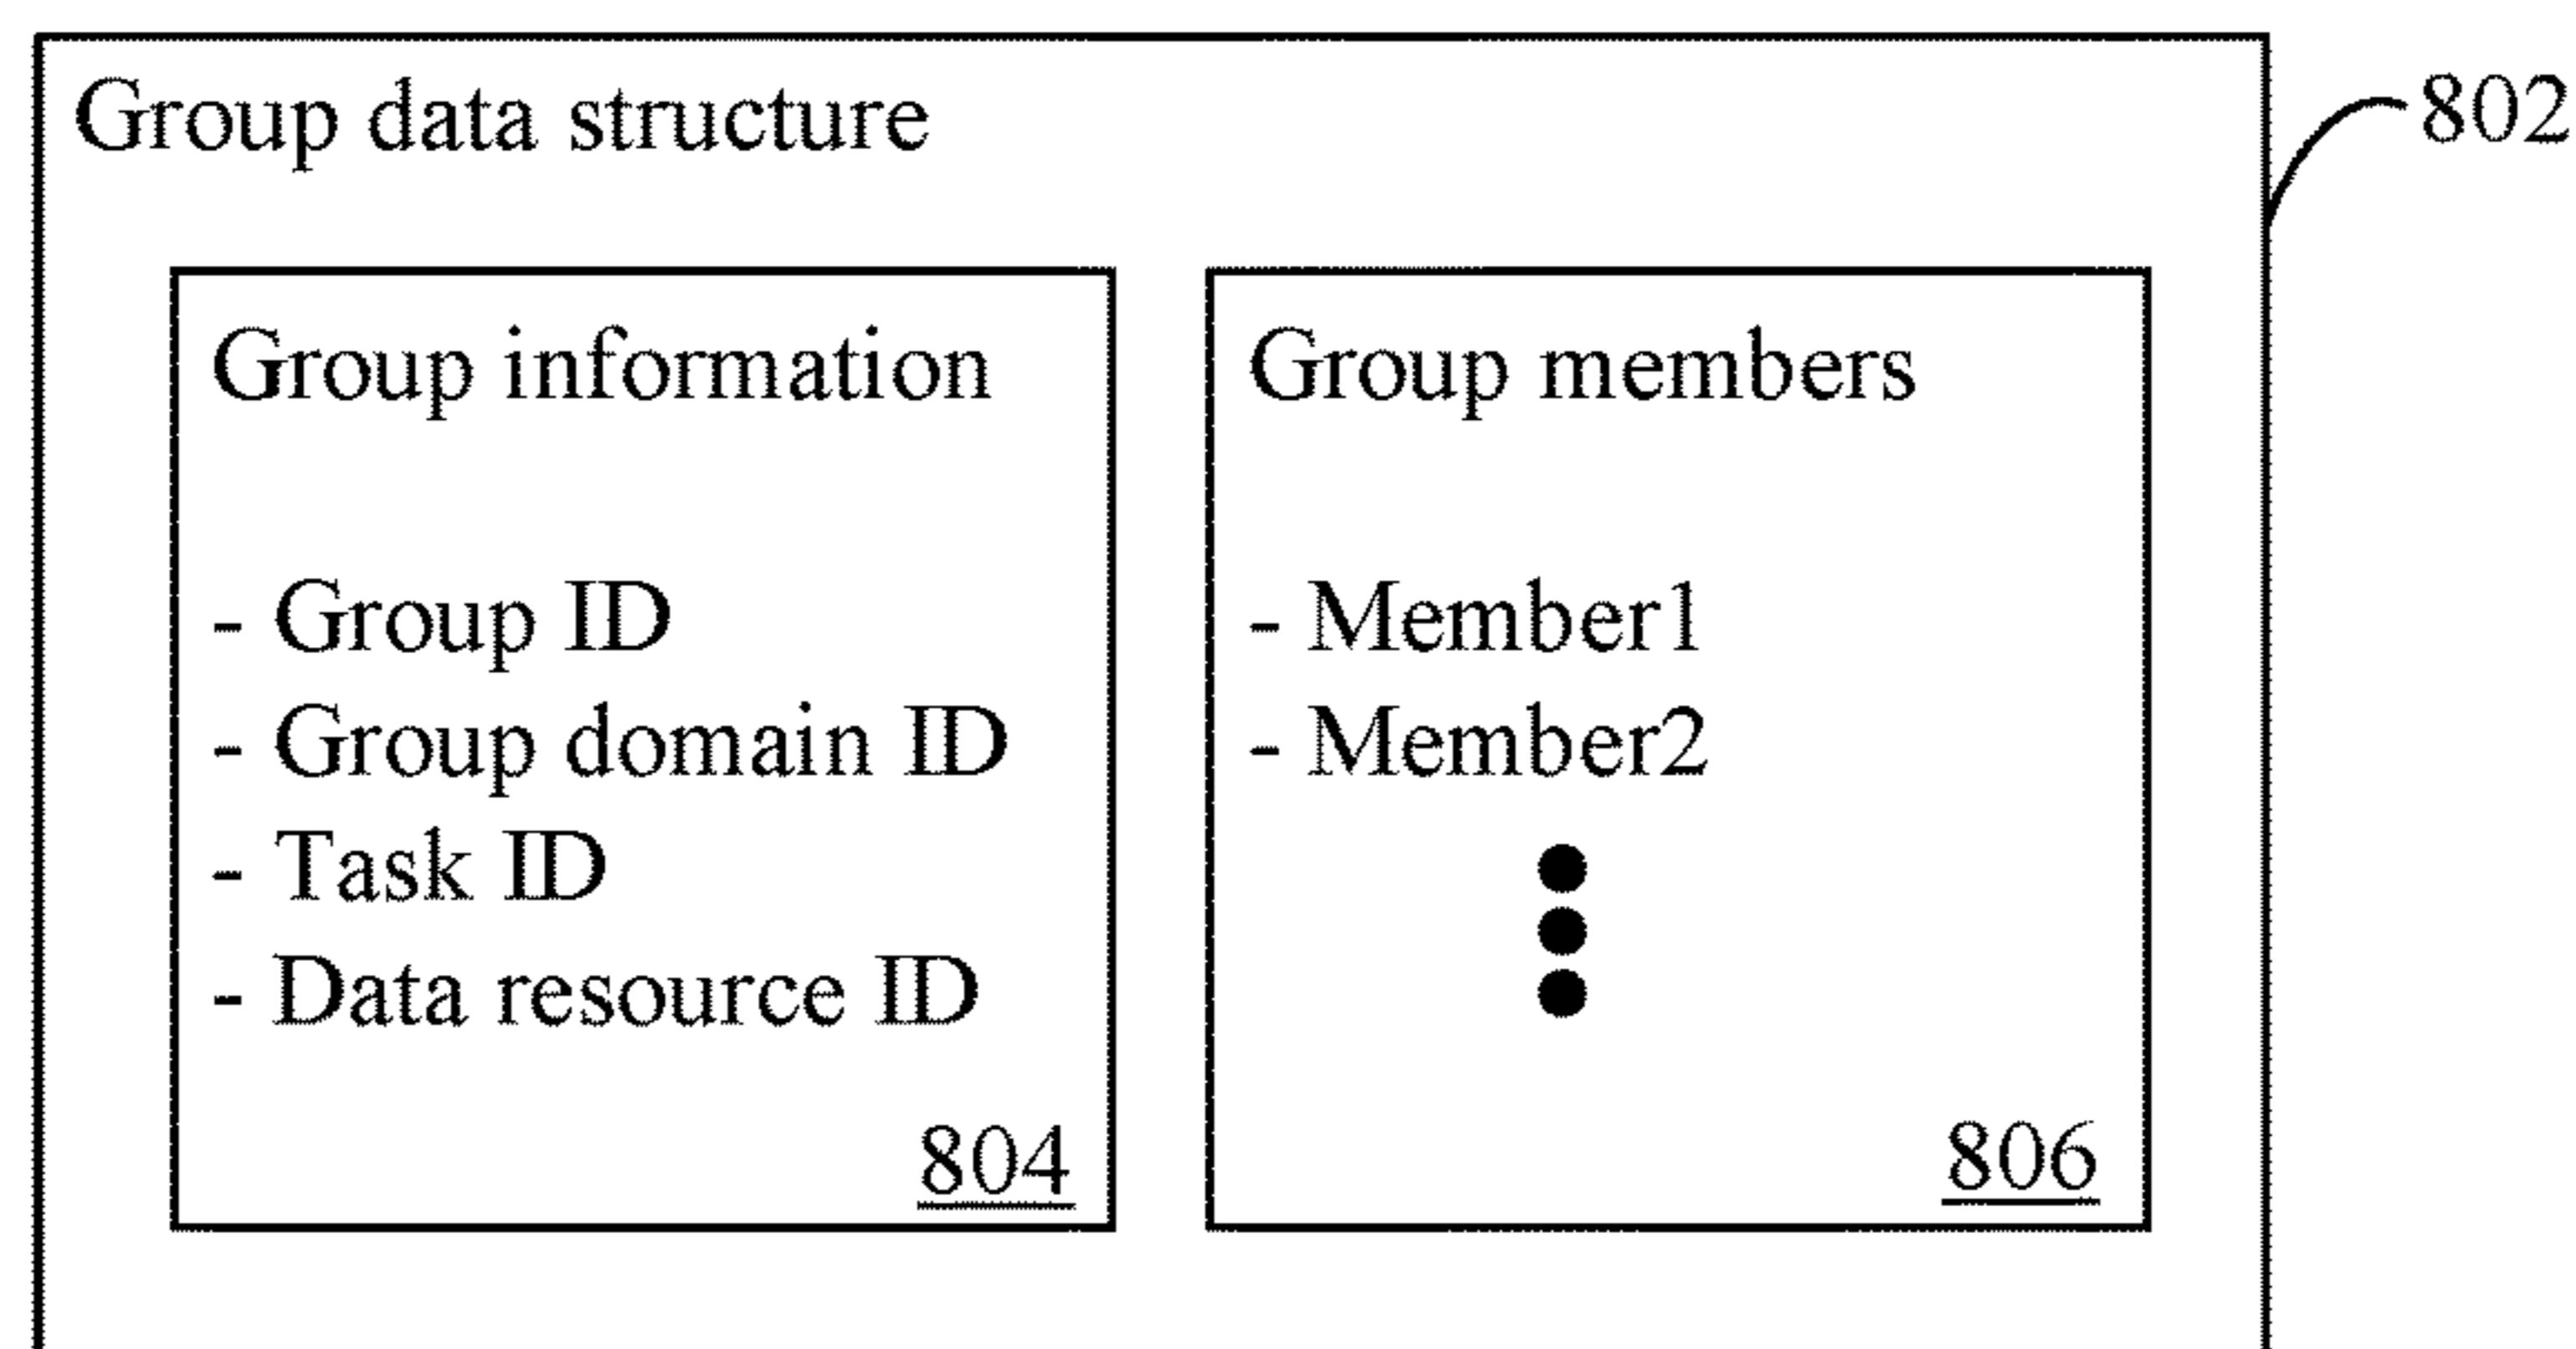 Group data structure
802
Group information
- Group ID
- Group domain ID
- Task ID
- Data resource ID
804
Group members
- Member1
- Member2
806